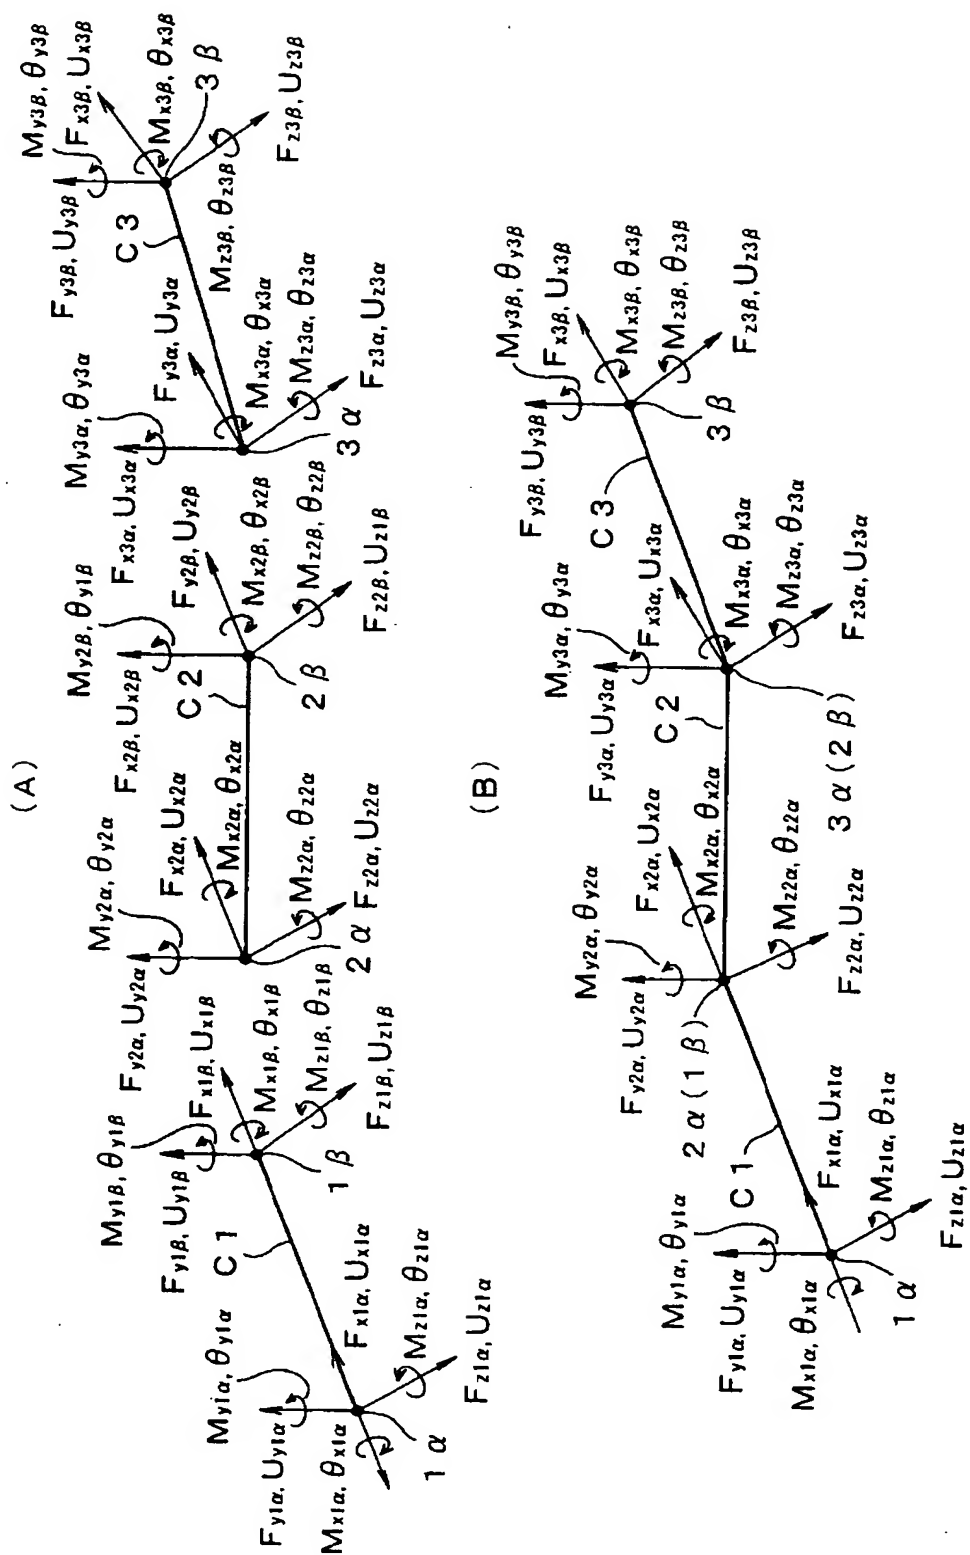 (A)
My1α, θy1α
Fy1α, Uy1α
Mx1α, θx1α
1α
Fx1α, Ux1α
Mz1α, θz1α
Fz1α, Uz1α
C1
My1β, θy1β
Fy1β, Uy1β
Fx1β, Ux1β
Mx1β, θx1β
Mz1β, θz1β
Fz1β, Uz1β
1β
My2α, θy2α
Fy2α, Uy2α
Fx2α, Ux2α
Mx2α, θx2α
Mz2α, θz2α
Fz2α, Uz2α
2α
C2
My2β, θy1β
Fx2β, Ux2β
Fy2β, Uy2β
Mx2β, θx2β
Mz2β, θz2β
Fz2β, Uz1β
2β
My3α, θy3α
Fx3α, Ux3α
Fy3α, Uy3α
Mx3α, θx3α
Mz3α, θz3α
Fz3α, Uz3α
3α
C3
My3β, θy3β
Fy3β, Uy3β
Fx3β, Ux3β
Mx3β, θx3β
3β
Mz3β, θz3β
Fz3β, Uz3β
(B)
My1α, θy1α
Fy1α, Uy1α
Mx1α, θx1α
1α
Fx1α, Ux1α
Mz1α, θz1α
Fz1α, Uz1α
C1
2α(1β)
My2α, θy2α
Fy2α, Uy2α
Fx2α, Ux2α
Mx2α, θx2α
Mz2α, θz2α
Fz2α, Uz2α
C2
3α(2β)
My3α, θy3α
Fy3α, Uy3α
Fx3α, Ux3α
Mx3α, θx3α
Mz3α, θz3α
Fz3α, Uz3α
C3
My3β, θy3β
Fy3β, Uy3β
Fx3β, Ux3β
Mx3β, θx3β
Mz3β, θz3β
Fz3β, Uz3β
3β